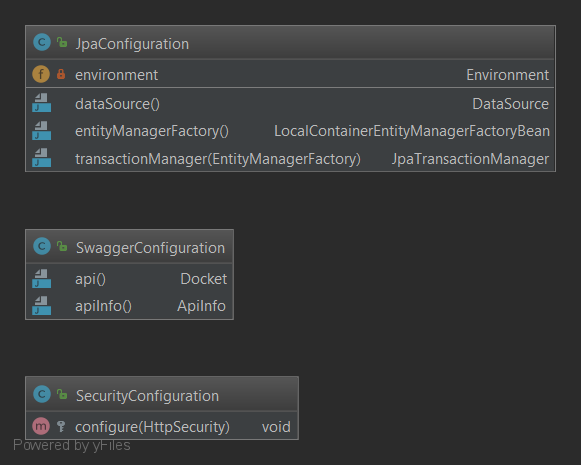 JpaConfiguration
environment Environment
dataSource() DataSource
entityManagerFactory() LocalContainerEntityManagerFactoryBean
transactionManager(EntityManagerFactory) JpaTransactionManager
SwaggerConfiguration
api() Docket
apiInfo() ApiInfo
SecurityConfiguration
configure(HttpSecurity) void
Powered by yFiles